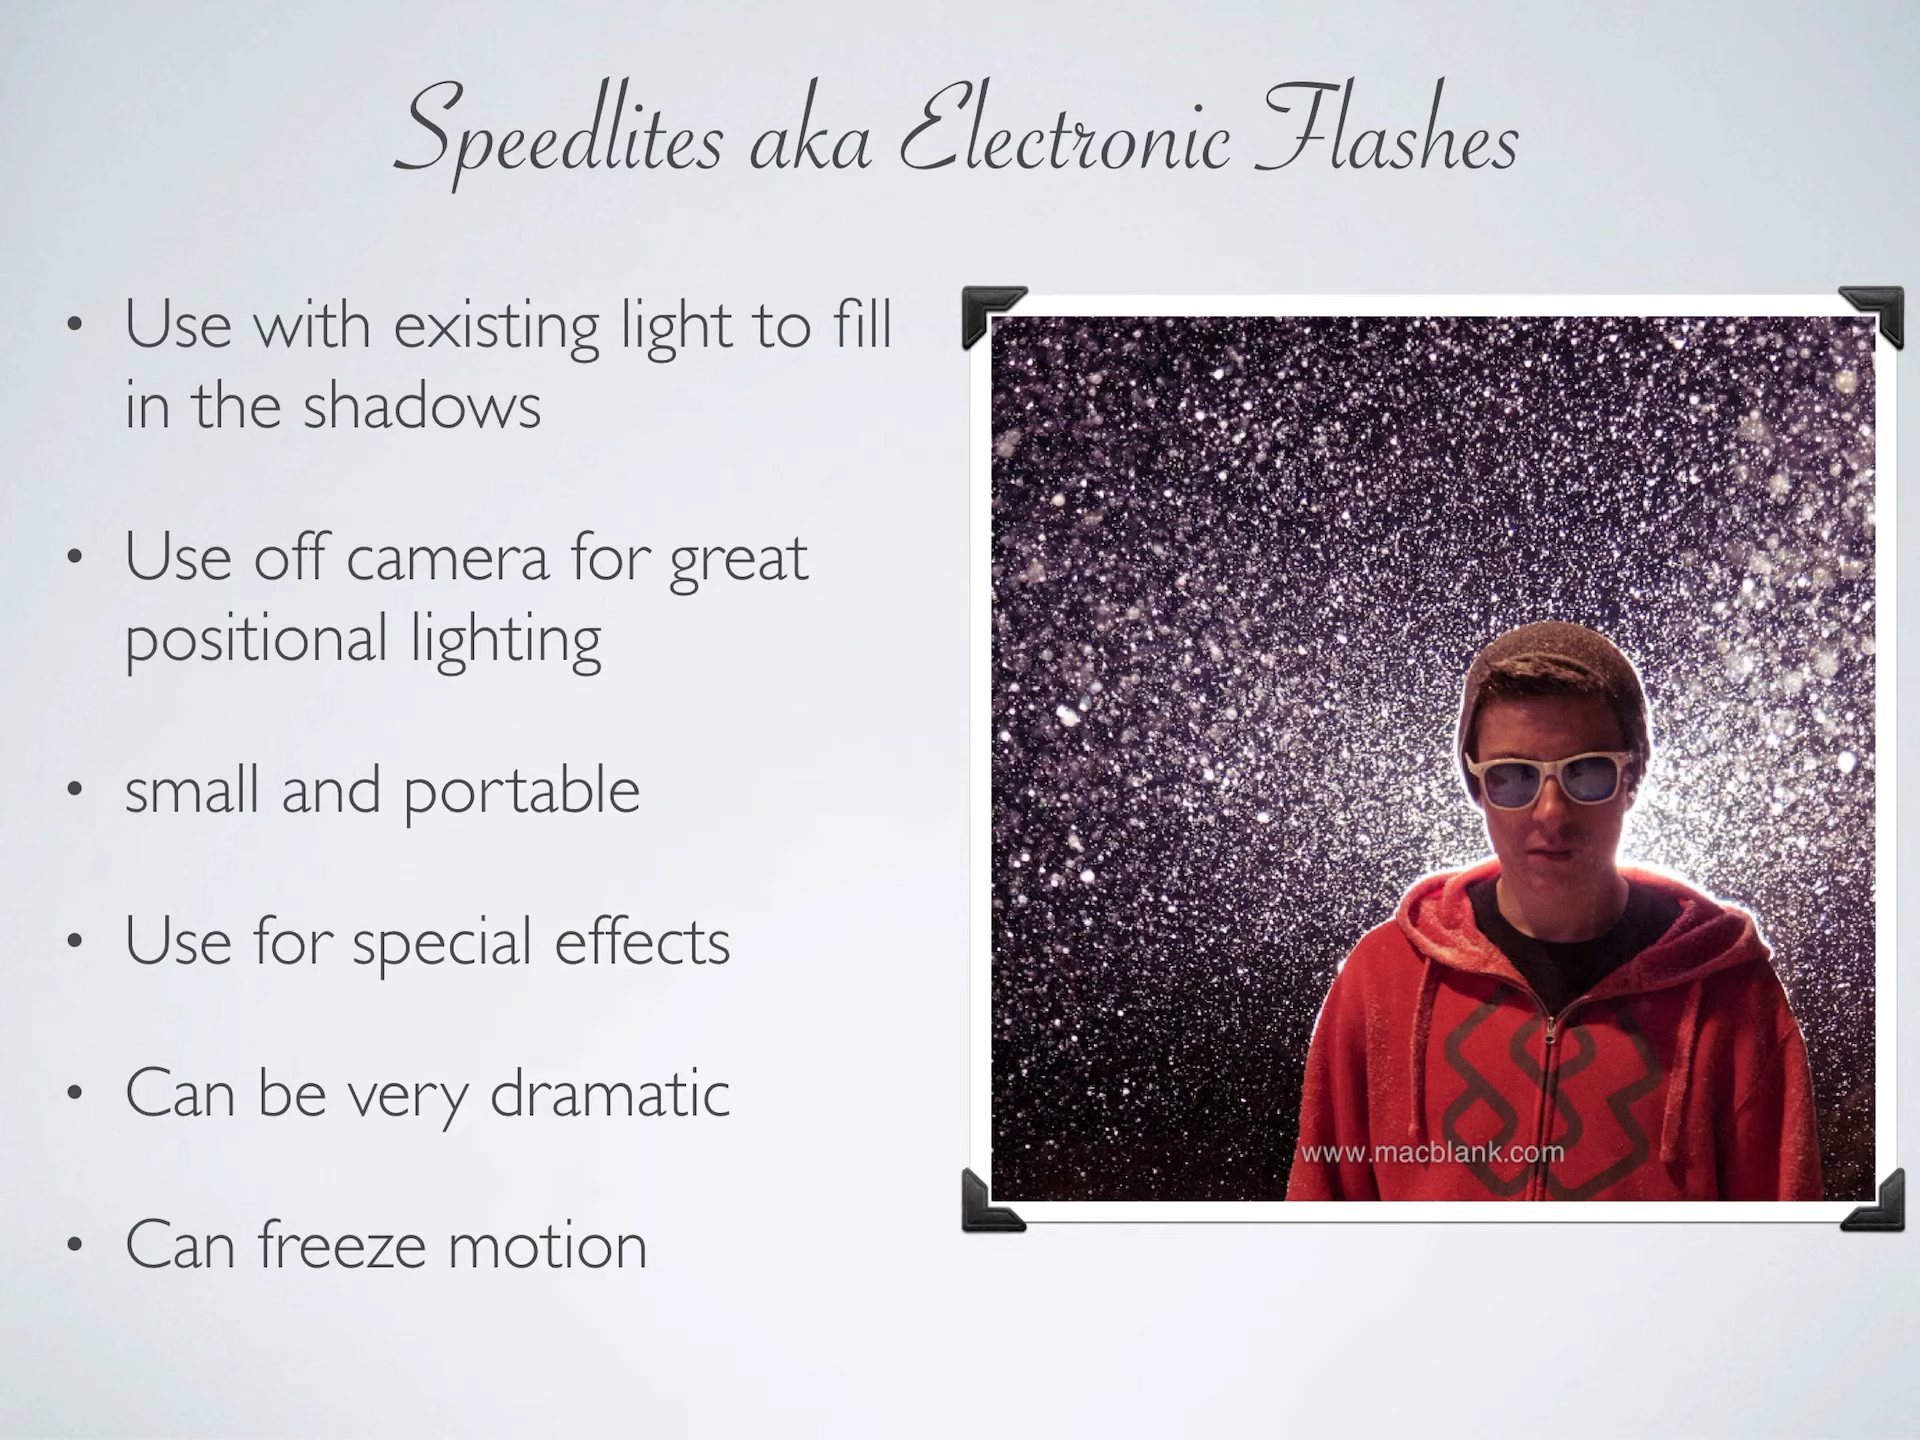 Speedlites aka Electronic Flashes
• Use with existing light to fill
in the shadows
• Use off camera for great
positional lighting
• small and portable
• Use for special effects
• Can be very dramatic
• Can freeze motion
www.macblank.com